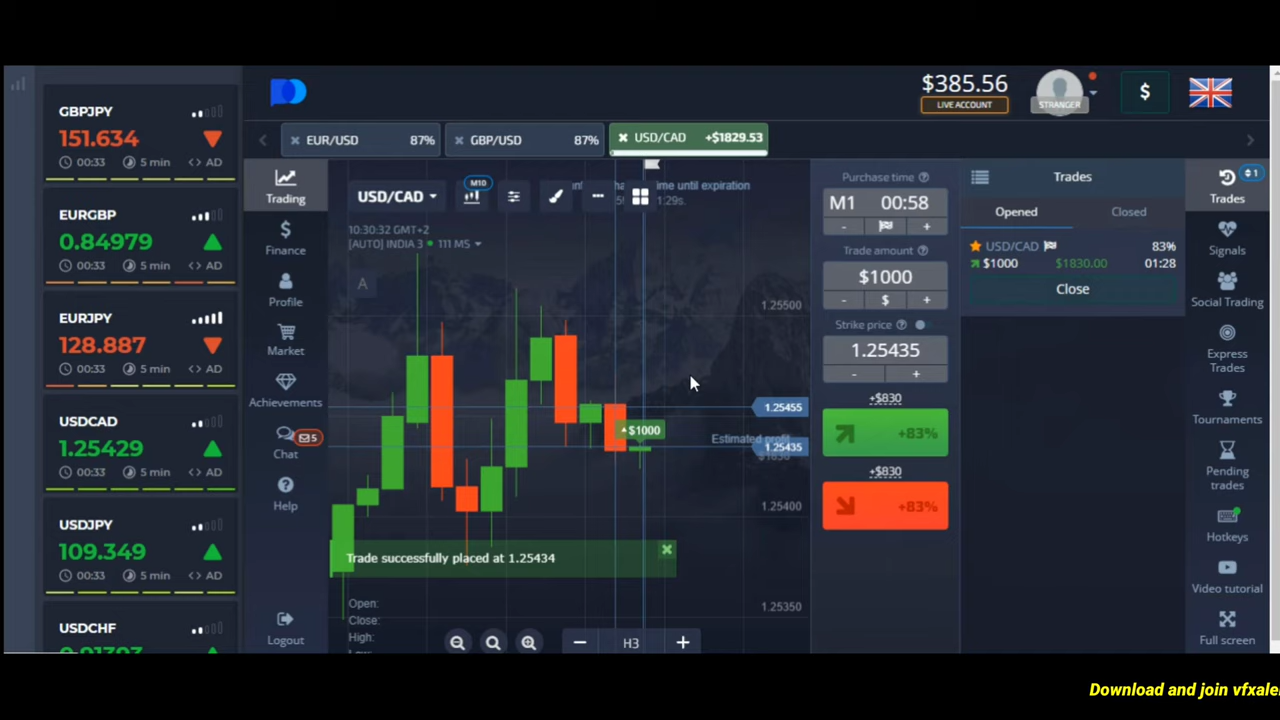 GBPJPY
151.634
00:33 5 min <> AD
EURGBP
0.84979
00:33 5 min <> AD
EURJPY
128.887
00:33 5 min <> AD
USDCAD
1.25429
00:33 5 min <> AD
USDJPY
109.349
00:33 5 min <> AD
USDCHF
$385.56
LIVE ACCOUNT
STRANGER
$
EUR/USD 87%
GBP/USD 87%
USD/CAD +$1829.53
Trading
Finance
Profile
Market
Achievements
Chat
5
Help
Logout
USD/CAD
M10
me until expiration
10:30:32 GMT+2
[AUTO] INDIA 3 111 MS
A
1.25500
1.25455
1.25435
1.25400
1.25350
$1000
Estimated profit
Trade successfully placed at 1.25434
Open:
Close:
High:
H3
Purchase time
M1 00:58
- +
Trade amount
$1000
- $ +
Strike price
1.25435
- +
+$830
+83%
+$830
+83%
Trades
Opened
Closed
USD/CAD 83%
$1000 $1830.00 01:28
Close
1
Trades
Signals
Social Trading
Express
Trades
Tournaments
Pending
trades
Hotkeys
Video tutorial
Full screen
Download and join vfxale